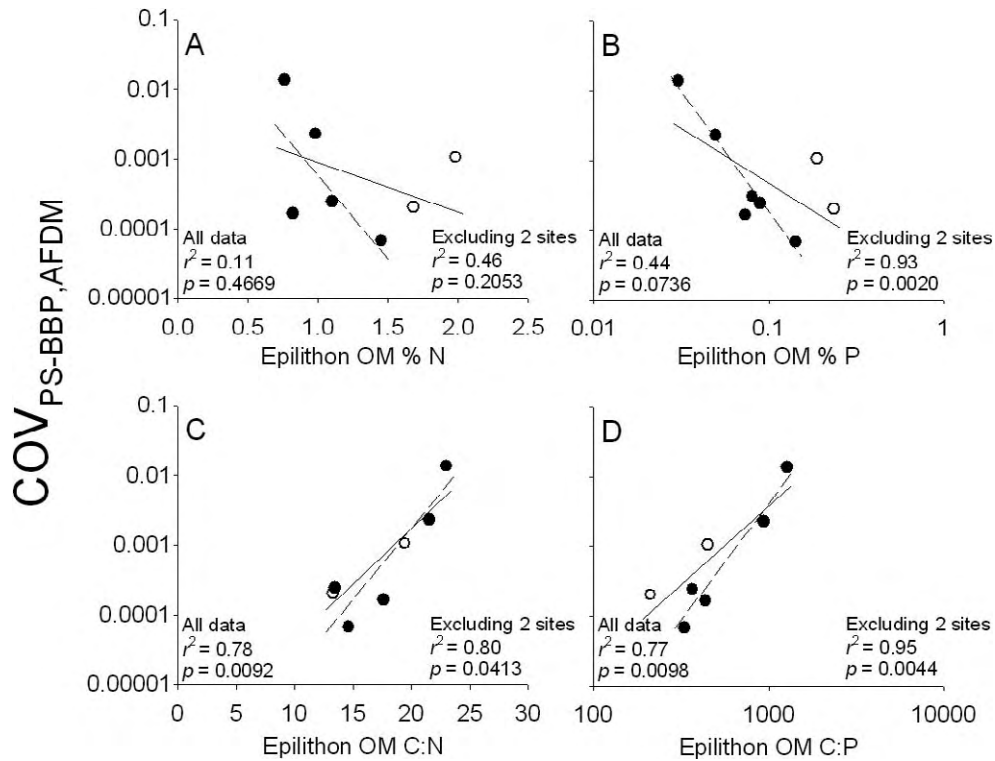 COV PS-BBP,AFDM
A
0.1
0.01
0.001
0.0001
0.00001
All data
r² = 0.11
p = 0.4669
Excluding 2 sites
r² = 0.46
p = 0.2053
0.0 0.5 1.0 1.5 2.0 2.5
Epilithon OM % N
B
All data
r² = 0.44
p = 0.0736
Excluding 2 sites
r² = 0.93
p = 0.0020
0.01 0.1 1
Epilithon OM % P
C
0.1
0.01
0.001
0.0001
0.00001
All data
r² = 0.78
p = 0.0092
Excluding 2 sites
r² = 0.80
p = 0.0413
0 5 10 15 20 25 30
Epilithon OM C:N
D
All data
r² = 0.77
p = 0.0098
Excluding 2 sites
r² = 0.95
p = 0.0044
100 1000 10000
Epilithon OM C:P